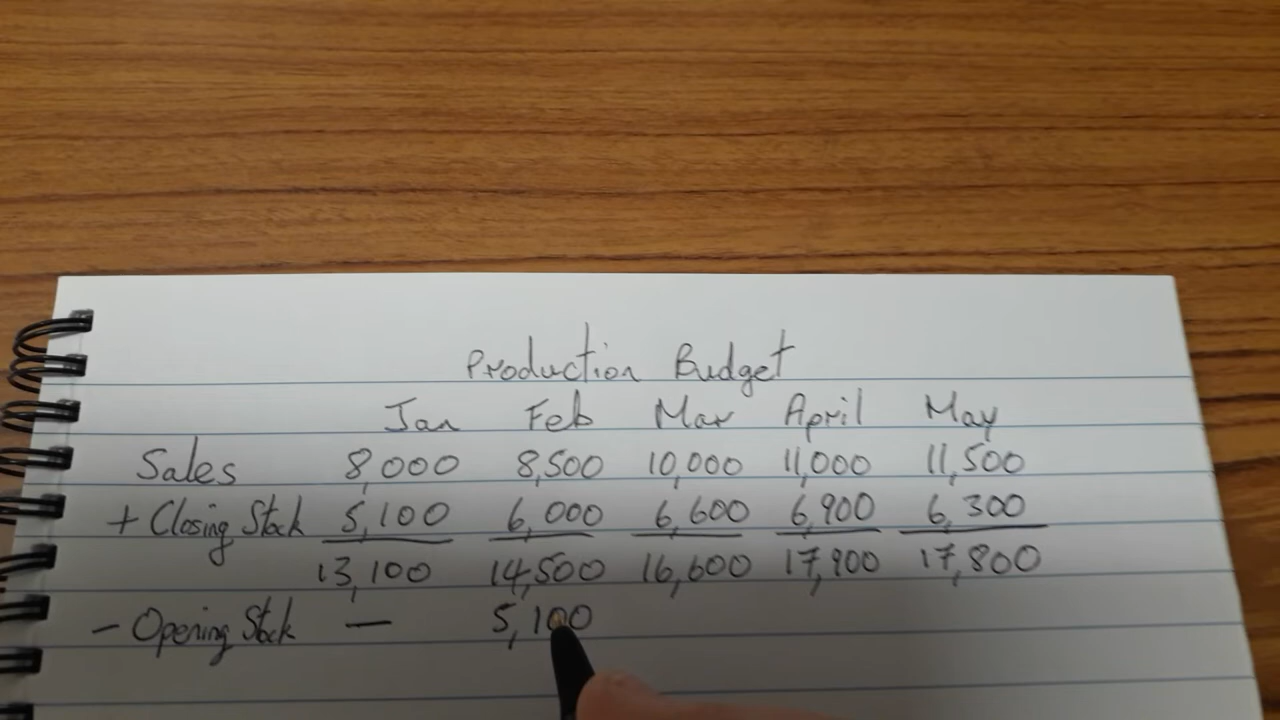 Production Budget
Jan Feb Mar April May
Sales 8,000 8,500 10,000 11,000 11,500
+ Closing Stock 5,100 6,000 6,600 6,900 6,300
13,100 14,500 16,600 17,900 17,800
- Opening Stock — 5,100